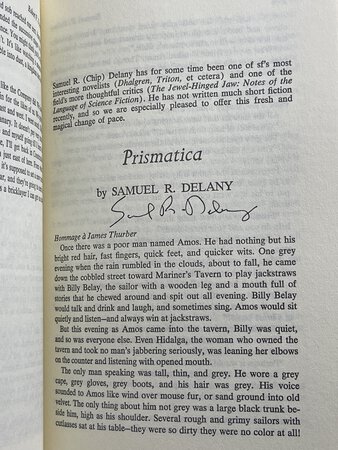 Samuel R. (Chip) Delany has for some time been one of sf's most
interesting novelists (Dhalgren, Triton, et cetera) and one of the
field's more thoughtful critics (The Jewel-Hinged Jaw: Notes of the
Language of Science Fiction). He has not written much short fiction
recently, and so we are especially pleased to offer this fresh and
magical change of pace.
Prismatica
by SAMUEL R. DELANY
Hommage à James Thurber
Once there was a poor man named Amos. He had nothing but his
bright red hair, fast fingers, quick feet, and quicker wits. One grey
evening when the rain rumbled in the clouds, about to fall, he came
down the cobbled street toward Mariner's Tavern to play jackstraws
with Billy Belay, the sailor with a wooden leg and a mouth full of
stories that he chewed around and spit out all evening. Billy Belay
would talk and drink and laugh, and sometimes sing. Amos would sit
quietly and listen—and always win at jackstraws.
But this evening as Amos came into the tavern, Billy was quiet,
and so was everyone else. Even Hidalga, the woman who owned the
tavern and took no man's jabbering seriously, was leaning her elbows
on the counter and listening with opened mouth.
The only man speaking was tall, thin, and grey. He wore a grey
cape, grey gloves, grey boots, and his hair was grey. His voice
sounded to Amos like wind over mouse fur, or sand ground into old
velvet. The only thing about him not grey was a large black trunk be-
side him, high as his shoulder. Several rough and grimy sailors with
cutlasses sat at his table—they were so dirty they were no color at all!